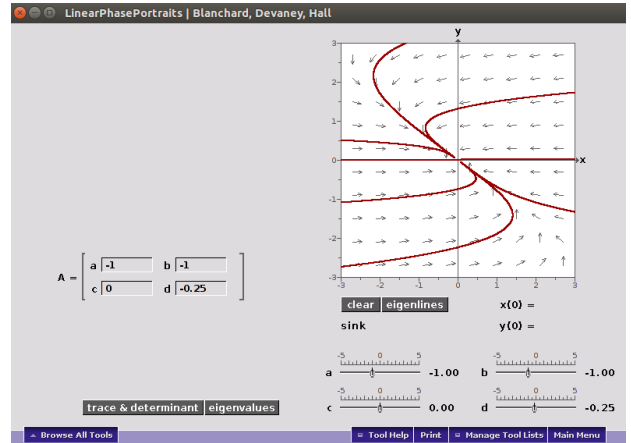 LinearPhasePortraits | Blanchard, Devaney, Hall
y
3
2
1
0
-1
-2
-3
x
-3 -2 -1 0 1 2 3
A =
a -1 b -1
c 0 d -0.25
clear eigenlines x(0) =
sink y(0) =
-5 0 5 -5 0 5
a -1.00 b -1.00
-5 0 5 -5 0 5
c 0.00 d -0.25
trace & determinant eigenvalues
Browse All Tools Tool Help Print Manage Tool Lists Main Menu